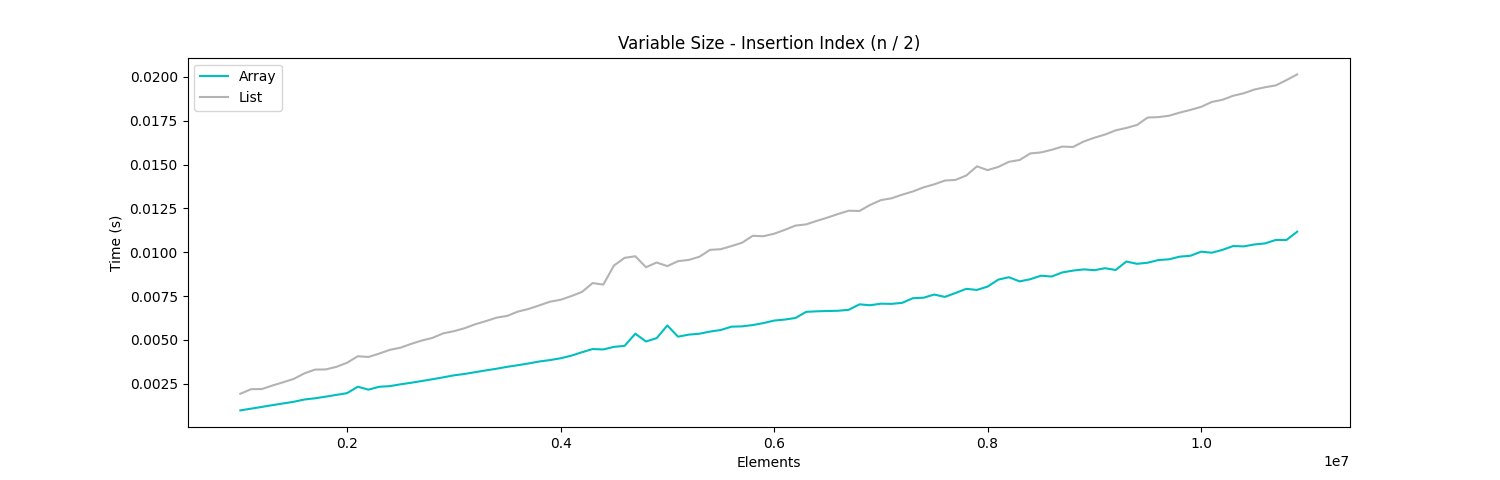 Variable Size - Insertion Index (n / 2)
Array
List
0.0200
0.0175
0.0150
0.0125
0.0100
0.0075
0.0050
0.0025
Time (s)
0.2 0.4 0.6 0.8 1.0
1e7
Elements